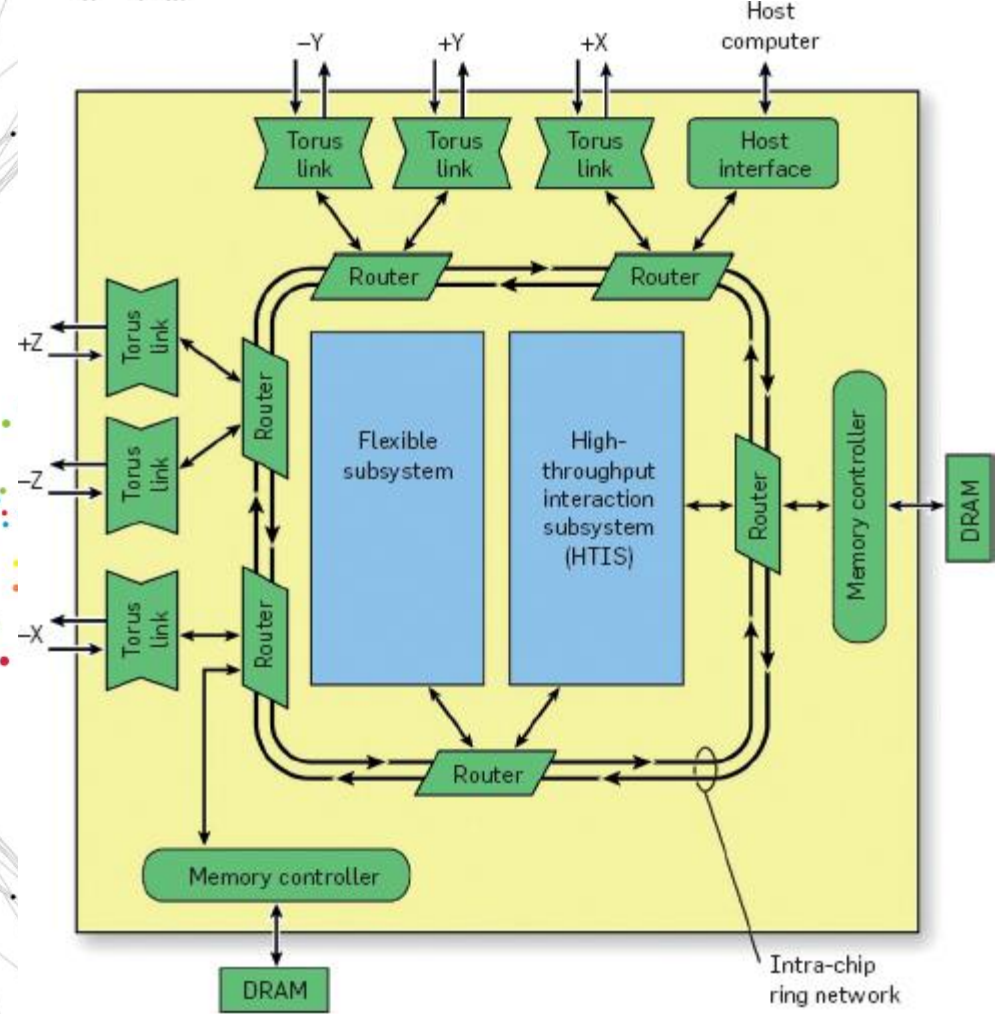 Host
computer
–Y
+Y
+X
Torus
link
Torus
link
Torus
link
Host
interface
Router
Router
+Z
Torus
link
Router
–Z
Torus
link
Flexible
subsystem
High-
throughput
interaction
subsystem
(HTIS)
Router
Memory controller
DRAM
–X
Torus
link
Router
Router
Memory controller
DRAM
Intra-chip
ring network